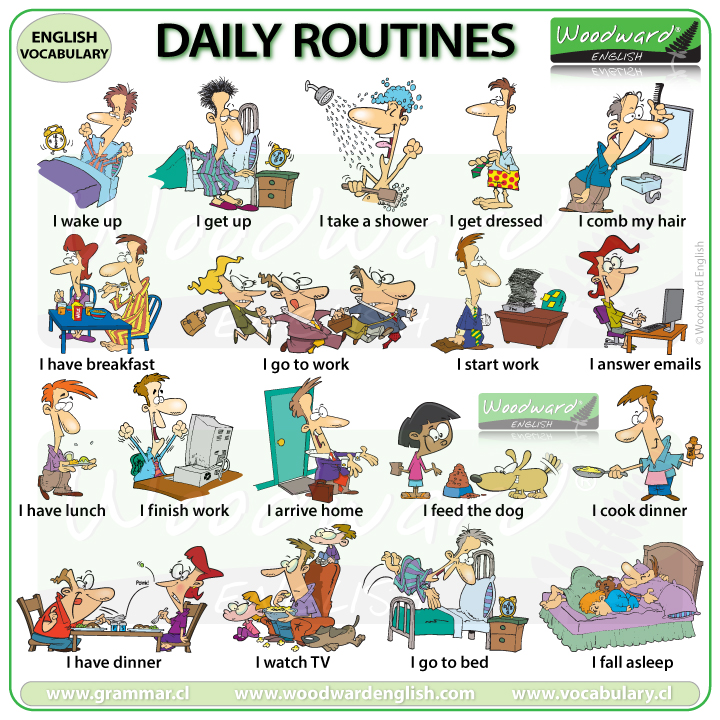 ENGLISH
VOCABULARY
DAILY ROUTINES
Woodward®
ENGLISH
I wake up
I get up
I take a shower
I get dressed
I comb my hair
© Woodward English
I have breakfast
I go to work
I start work
I answer emails
Woodward®
ENGLISH
I have lunch
I finish work
I arrive home
I feed the dog
I cook dinner
Poink!
I have dinner
I watch TV
I go to bed
I fall asleep
www.grammar.cl
www.woodwardenglish.com
www.vocabulary.cl